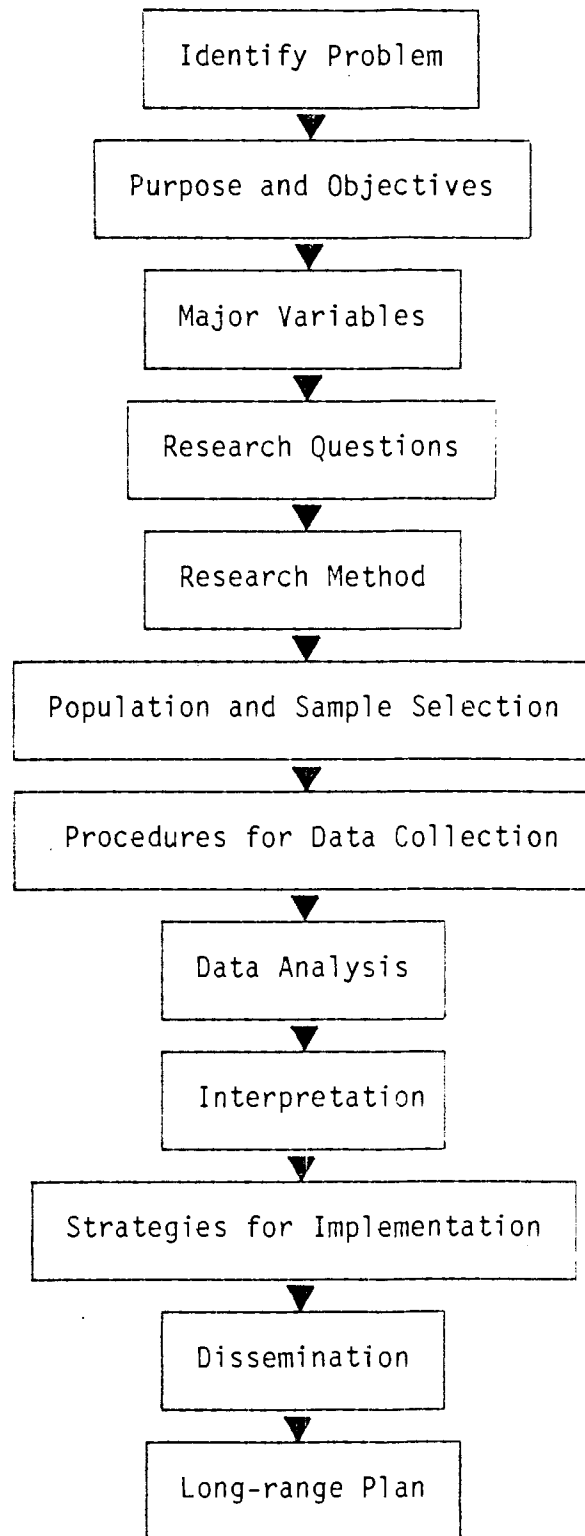 Identify Problem
Purpose and Objectives
Major Variables
Research Questions
Research Method
Population and Sample Selection
Procedures for Data Collection
Data Analysis
Interpretation
Strategies for Implementation
Dissemination
Long-range Plan